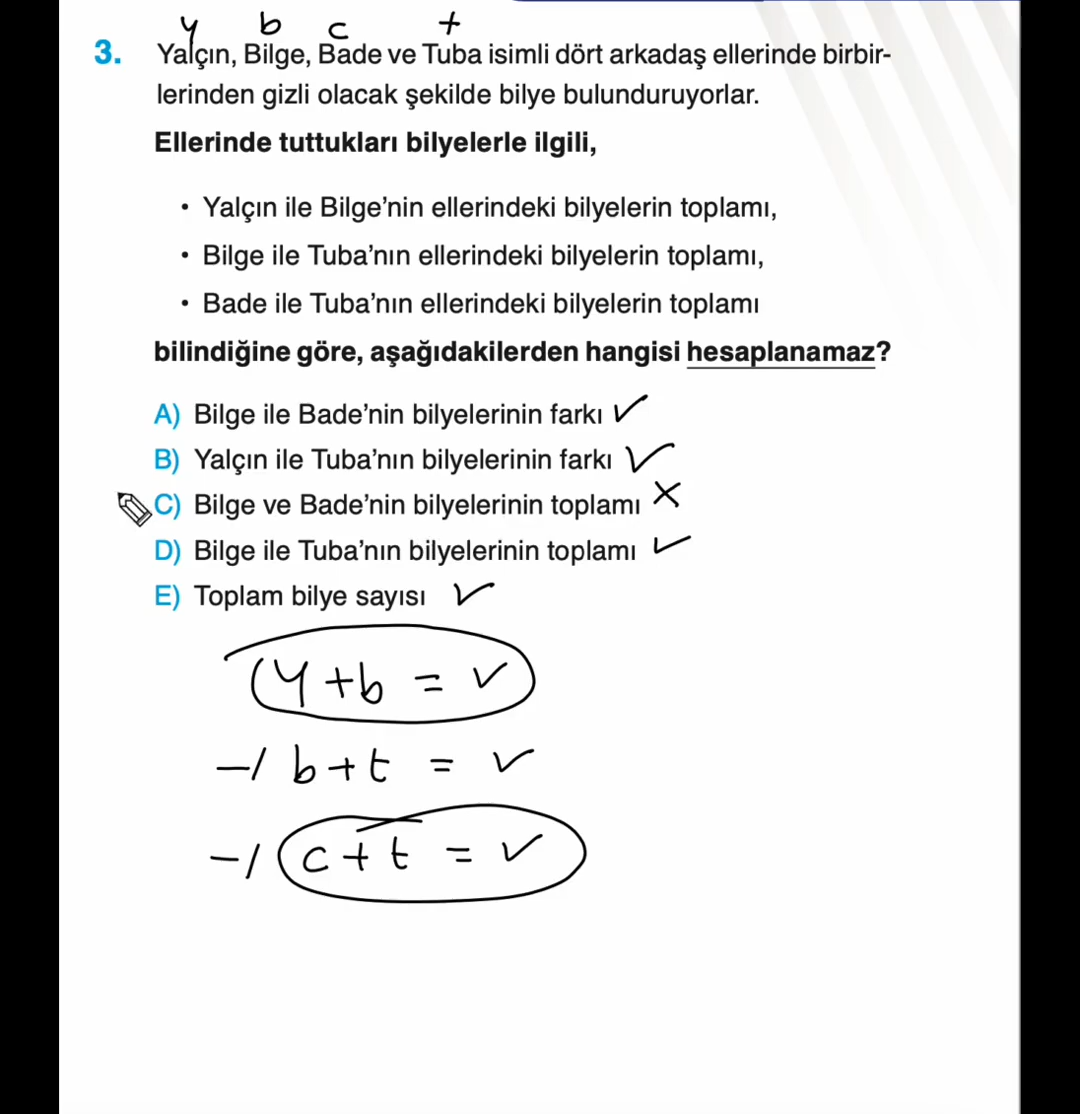 y b c t
3. Yalçın, Bilge, Bade ve Tuba isimli dört arkadaş ellerinde birbir-
lerinden gizli olacak şekilde bilye bulunduruyorlar.
Ellerinde tuttukları bilyelerle ilgili,
• Yalçın ile Bilge’nin ellerindeki bilyelerin toplamı,
• Bilge ile Tuba’nın ellerindeki bilyelerin toplamı,
• Bade ile Tuba’nın ellerindeki bilyelerin toplamı
bilindiğine göre, aşağıdakilerden hangisi hesaplanamaz?
A) Bilge ile Bade’nin bilyelerinin farkı ✓
B) Yalçın ile Tuba’nın bilyelerinin farkı ✓
C) Bilge ve Bade’nin bilyelerinin toplamı ✗
D) Bilge ile Tuba’nın bilyelerinin toplamı ✓
E) Toplam bilye sayısı ✓
y + b = ✓
-/ b + t = ✓
-/ c + t = ✓